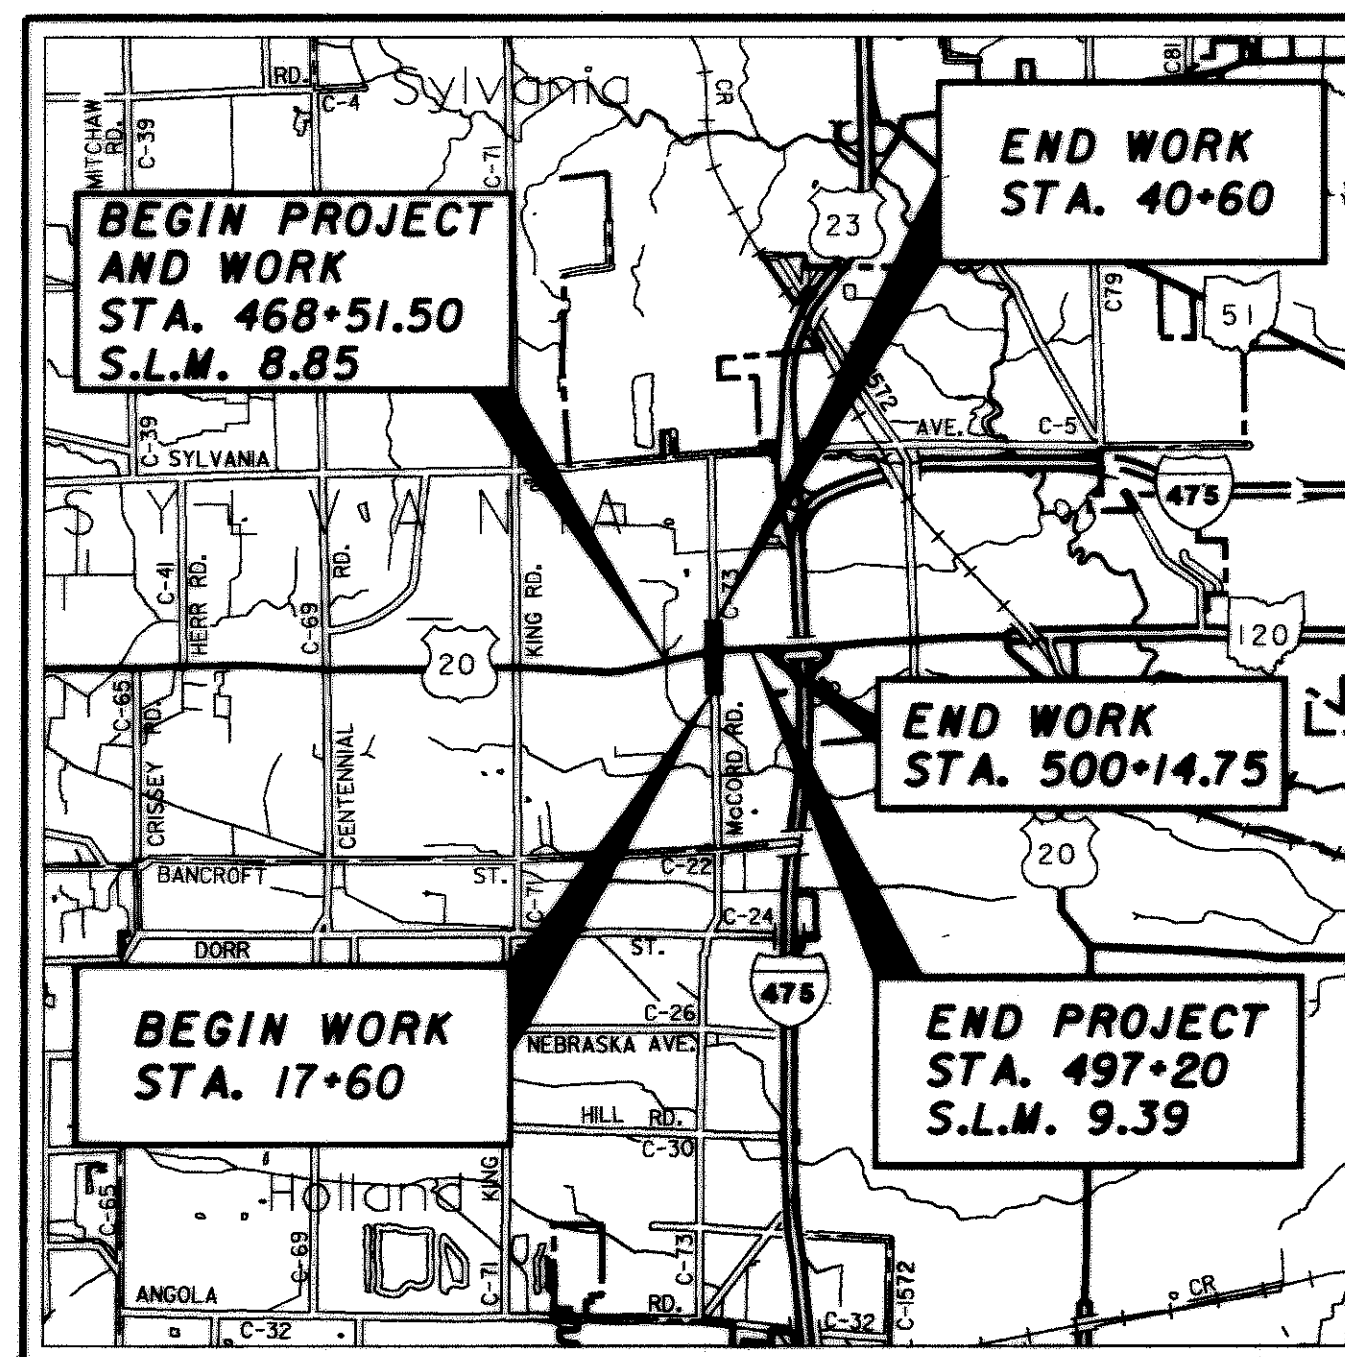 RD.
C-4
Sylvania
CR
C81
MITCHAW
RD.
C-39
C-71
END WORK
STA. 40+60
BEGIN PROJECT
AND WORK
STA. 468+51.50
S.L.M. 8.85
23
C79
51
1572
AVE.
C-5
C-39
SYLVANIA
475
S Y V A N I A
C-41
HERR RD.
RD.
C-69
KING RD.
C-73
20
120
C-65
CRISSEY RD.
CENTENNIAL
McCORD RD.
END WORK
STA. 500+14.75
20
BANCROFT
ST.
C-22
C-71
C-24
DORR
ST.
475
BEGIN WORK
STA. 17+60
C-26
NEBRASKA AVE.
END PROJECT
STA. 497+20
S.L.M. 9.39
HILL RD.
C-30
Holland
KING
C-65
C-69
C-71
C-73
C-1572
CR
ANGOLA
RD.
C-32
C-32